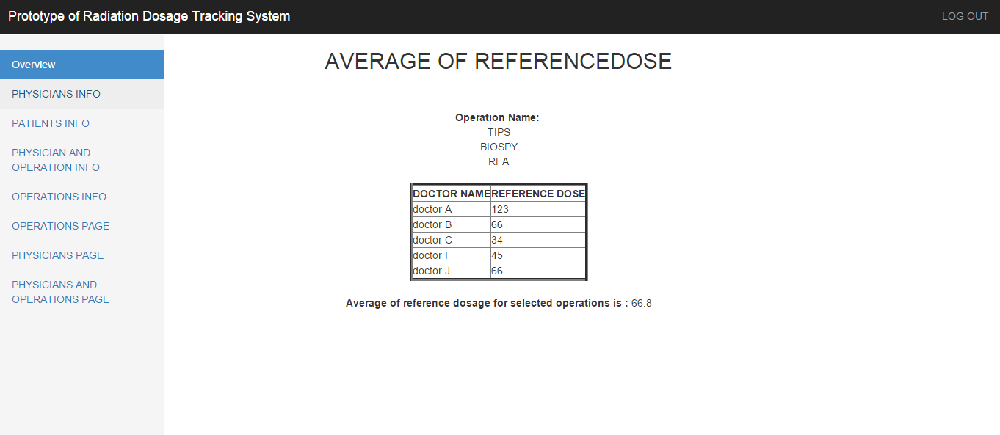 Prototype of Radiation Dosage Tracking System
LOG OUT
Overview
PHYSICIANS INFO
PATIENTS INFO
PHYSICIAN AND
OPERATION INFO
OPERATIONS INFO
OPERATIONS PAGE
PHYSICIANS PAGE
PHYSICIANS AND
OPERATIONS PAGE
AVERAGE OF REFERENCEDOSE
Operation Name:
TIPS
BIOSPY
RFA
DOCTOR NAME REFERENCE DOSE
doctor A 123
doctor B 66
doctor C 34
doctor I 45
doctor J 66
Average of reference dosage for selected operations is : 66.8